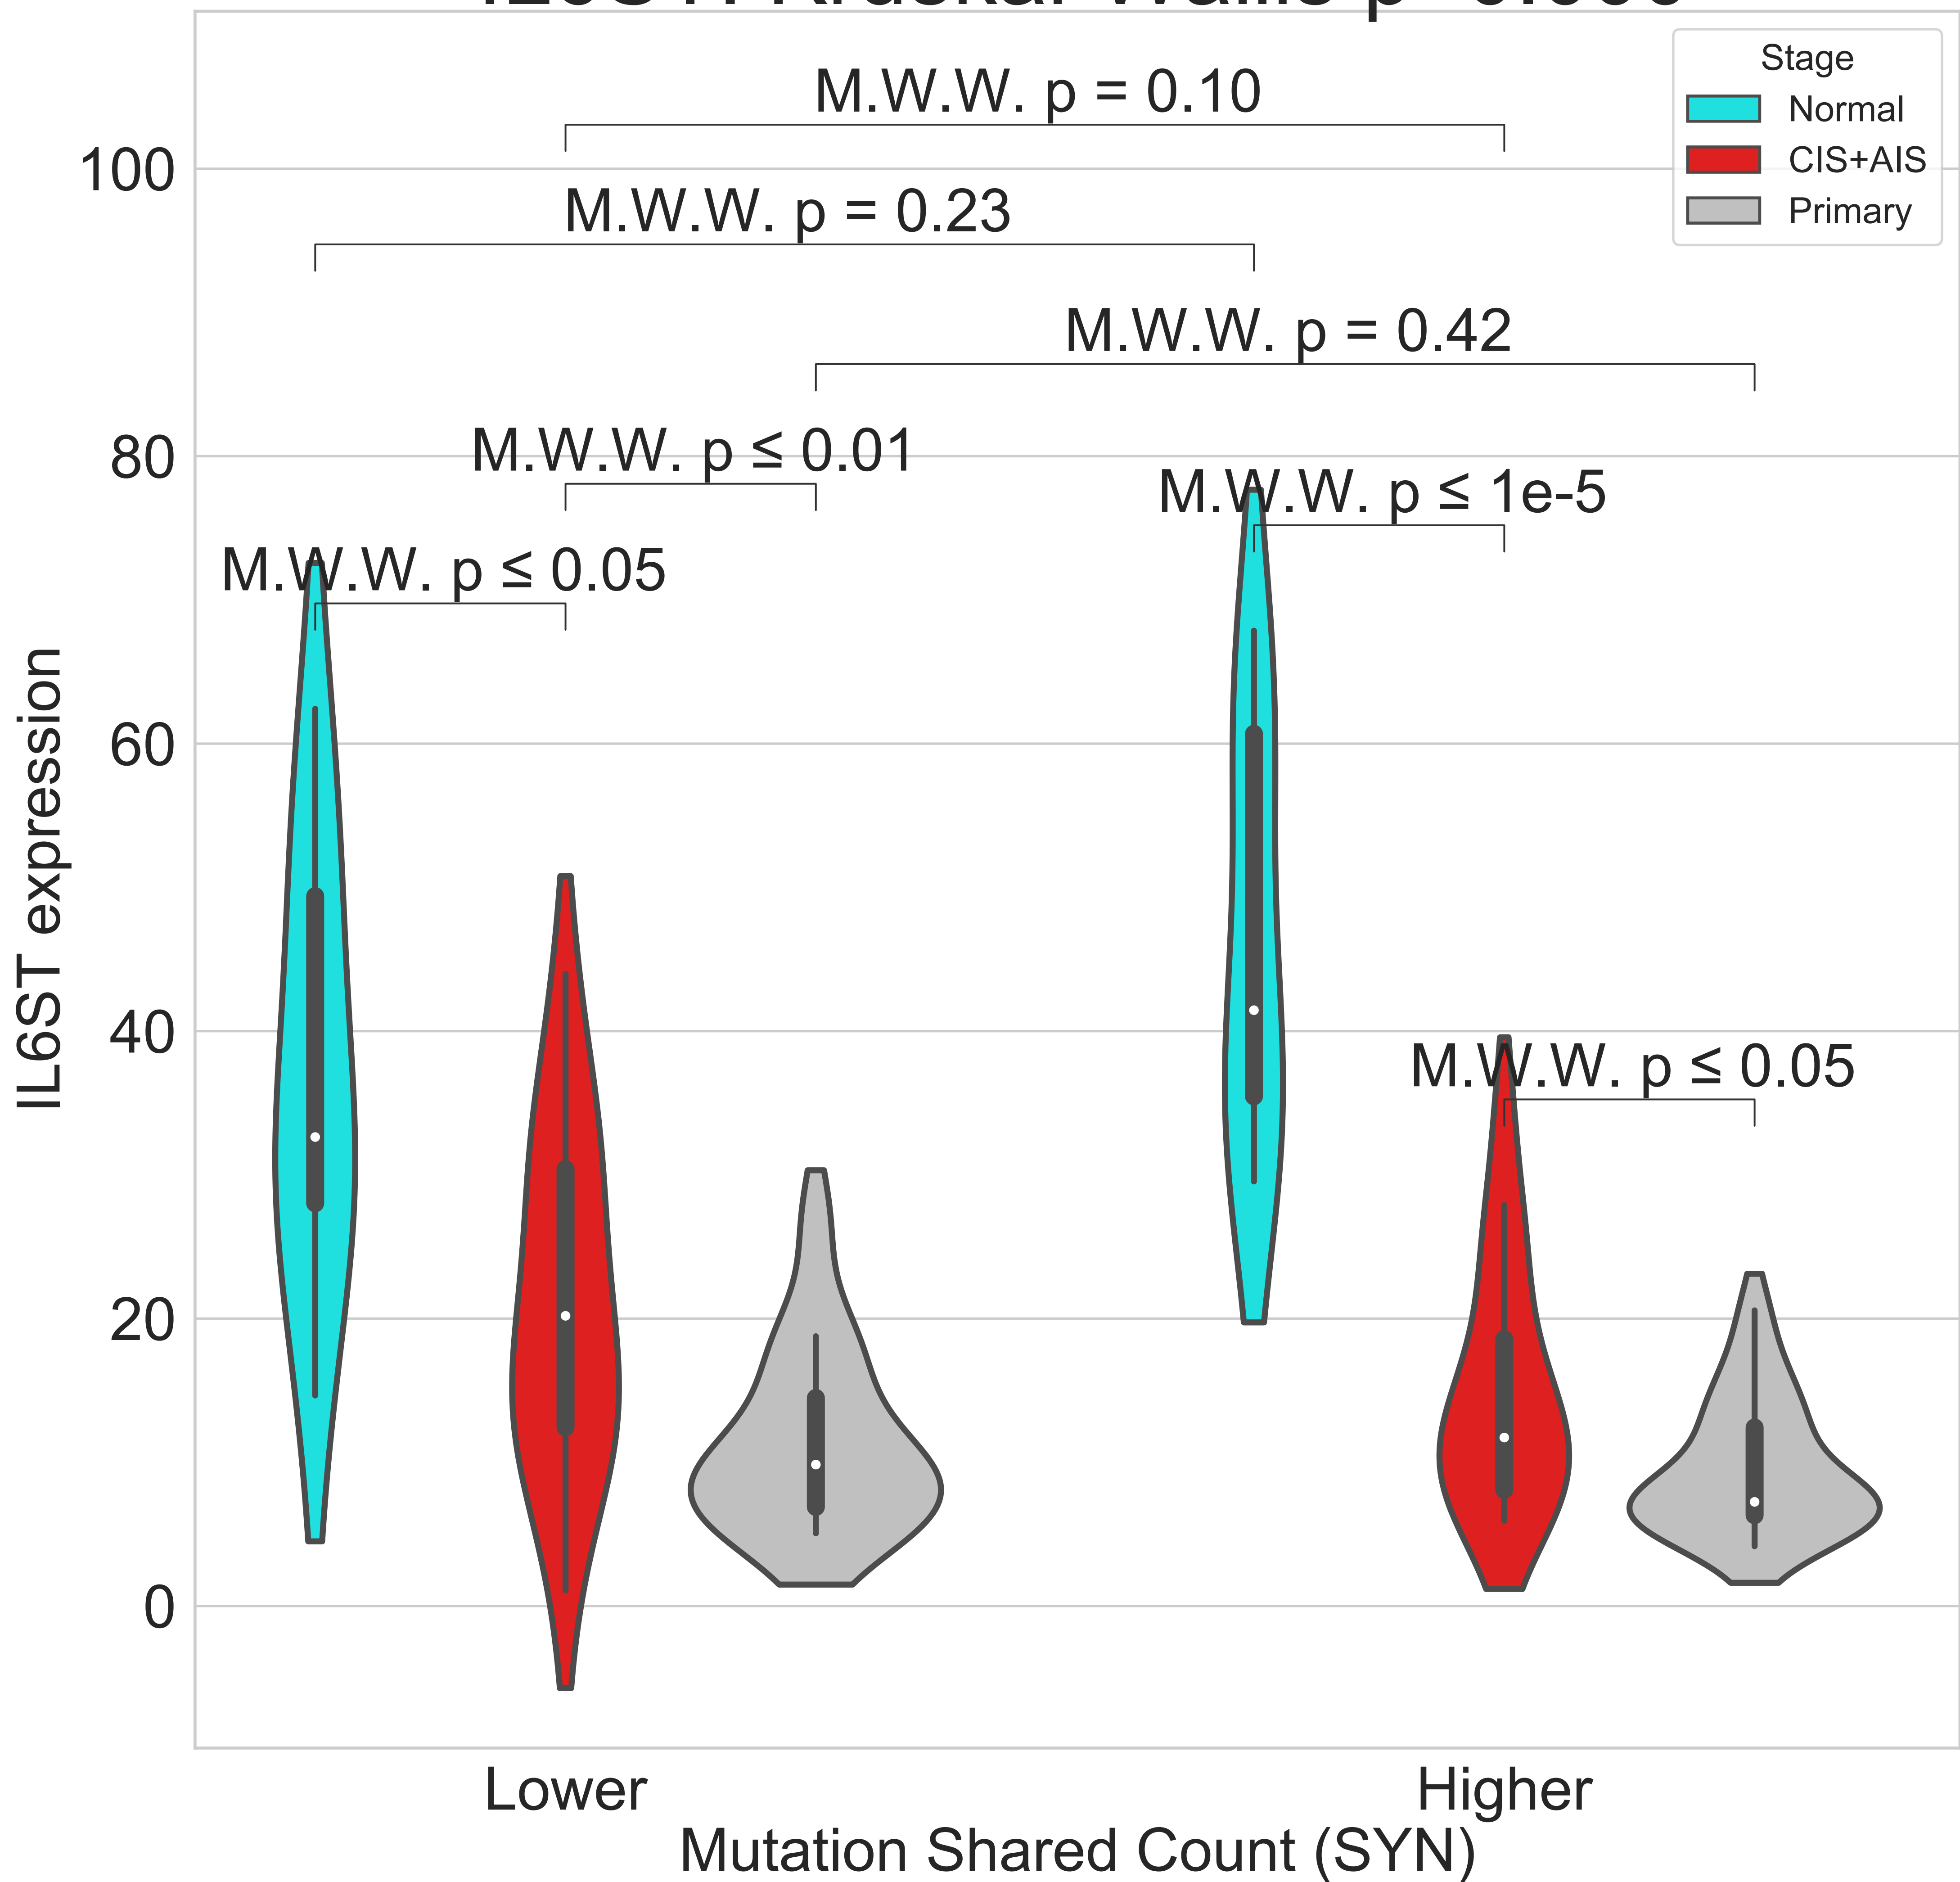 Stage
Normal
CIS+AIS
Primary
M.W.W. p = 0.10
M.W.W. p = 0.23
M.W.W. p = 0.42
M.W.W. p ≤ 0.01
M.W.W. p ≤ 1e-5
M.W.W. p ≤ 0.05
M.W.W. p ≤ 0.05
100
80
60
40
20
0
IL6ST expression
Lower
Higher
Mutation Shared Count (SYN)